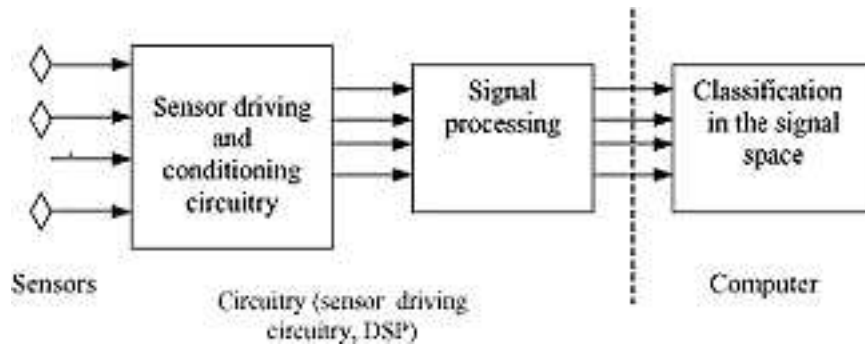 Sensor driving
and
conditioning
circuitry
Signal
processing
Classification
in the signal
space
Sensors
Circuitry (sensor driving
circuitry, DSP)
Computer